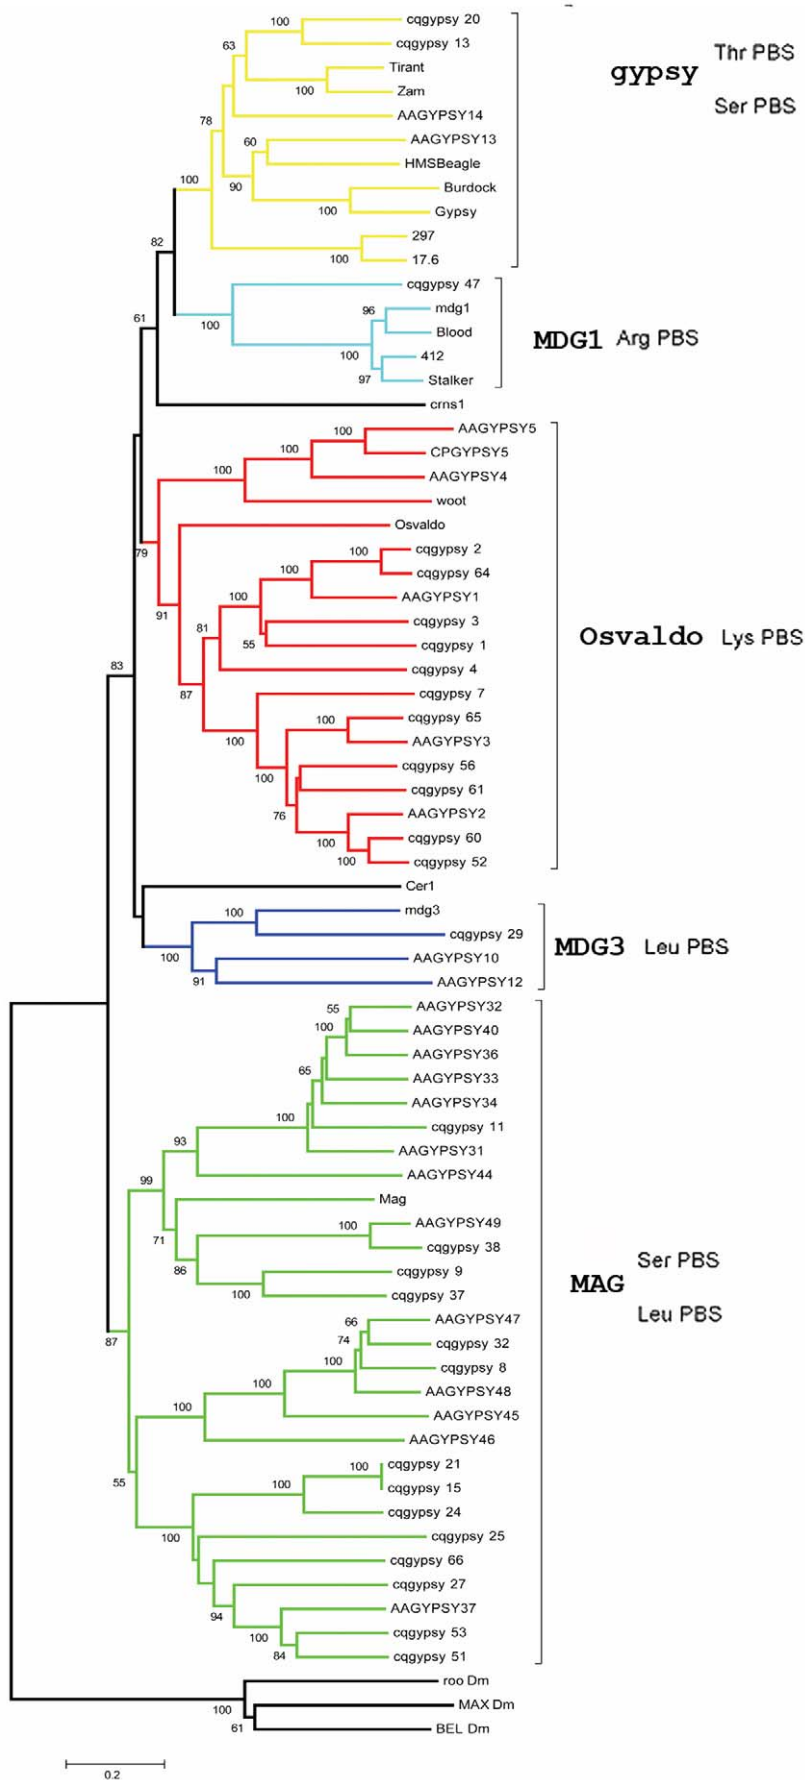 100
cqgypsy 20
cqgypsy 13
63
Tirant
100
Zam
78
AAGYPSY14
60
AAGYPSY13
HMSBeagle
90
Burdock
100
Gypsy
100
297
100
17.6
gypsy
Thr PBS
Ser PBS
82
cqgypsy 47
100
96
mdg1
Blood
100
412
97
Stalker
MDG1 Arg PBS
61
crns1
100
AAGYPSY5
100
CPGYPSY5
100
AAGYPSY4
woot
79
Osvaldo
100
cqgypsy 2
100
cqgypsy 64
100
AAGYPSY1
91
81
cqgypsy 3
55
cqgypsy 1
87
cqgypsy 4
cqgypsy 7
100
100
cqgypsy 65
AAGYPSY3
100
cqgypsy 56
cqgypsy 61
76
AAGYPSY2
100
cqgypsy 60
100
cqgypsy 52
Osvaldo Lys PBS
83
Cer1
100
mdg3
cqgypsy 29
100
AAGYPSY10
91
AAGYPSY12
MDG3 Leu PBS
55
AAGYPSY32
100
AAGYPSY40
AAGYPSY36
65
AAGYPSY33
AAGYPSY34
100
cqgypsy 11
93
AAGYPSY31
AAGYPSY44
99
Mag
71
100
AAGYPSY49
cqgypsy 38
86
cqgypsy 9
100
cqgypsy 37
MAG
Ser PBS
Leu PBS
87
66
AAGYPSY47
74
cqgypsy 32
100
cqgypsy 8
100
AAGYPSY48
100
AAGYPSY45
AAGYPSY46
55
100
cqgypsy 21
100
cqgypsy 15
cqgypsy 24
100
cqgypsy 25
cqgypsy 66
cqgypsy 27
94
AAGYPSY37
100
cqgypsy 53
84
cqgypsy 51
roo Dm
100
MAX Dm
61
BEL Dm
0.2